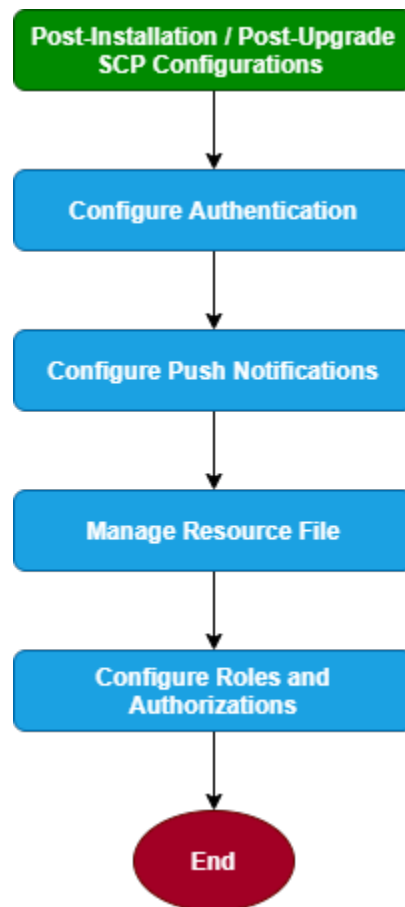 Post-Installation / Post-Upgrade
SCP Configurations
Configure Authentication
Configure Push Notifications
Manage Resource File
Configure Roles and
Authorizations
End